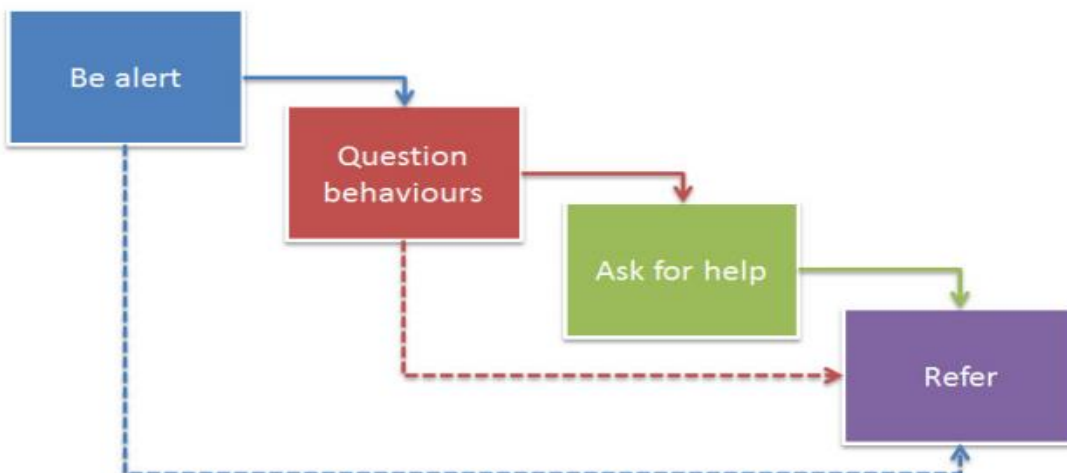 Be alert
Question
behaviours
Ask for help
Refer